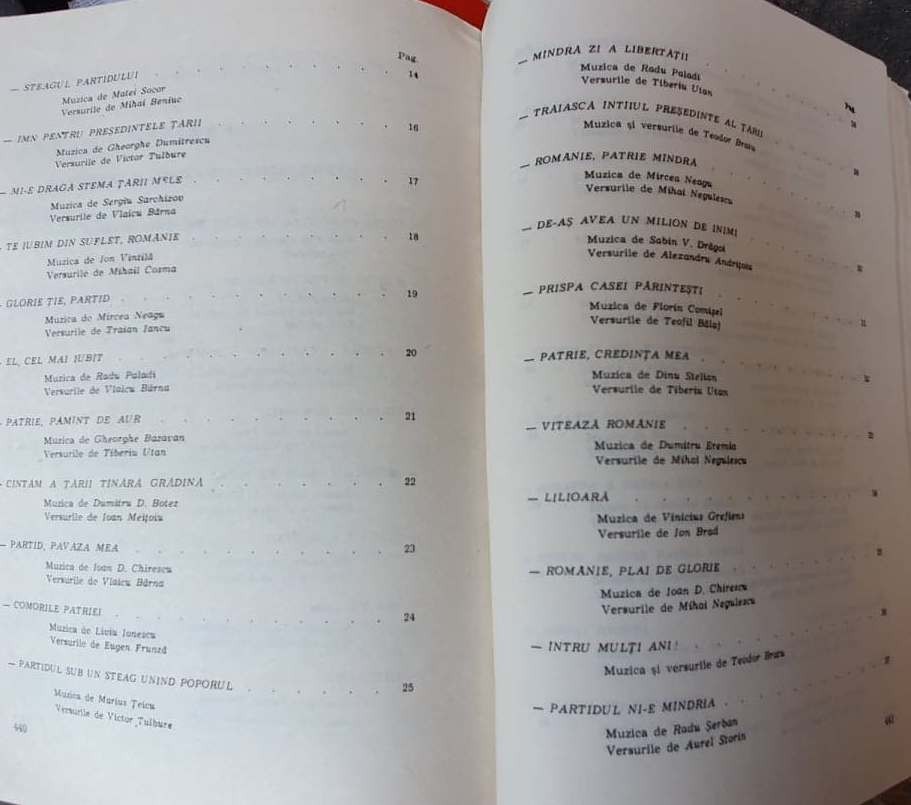 Pag.
— STEAGUL PARTIDULUI . . . . . . . . . . 14
Muzica de Matei Socor
Versurile de Mihai Beniuc
— IMN PENTRU PREȘEDINTELE ȚĂRII . . . . . . 16
Muzica de Gheorghe Dumitrescu
Versurile de Victor Tulbure
— MI-E DRAGĂ STEMA ȚĂRII MELE . . . . . . . 17
Muzica de Sergiu Sarchizov
Versurile de Vlaicu Bârna
- TE IUBIM DIN SUFLET, ROMÂNIE . . . . . . . 18
Muzica de Ion Vintilă
Versurile de Mihail Cosma
- GLORIE ȚIE, PARTID . . . . . . . . . 19
Muzica de Mircea Neagu
Versurile de Traian Iancu
- EL, CEL MAI IUBIT . . . . . . . . . 20
Muzica de Radu Paladi
Versurile de Vlaicu Bârna
- PATRIE, PĂMÎNT DE AUR . . . . . . . . 21
Muzica de Gheorghe Bazavan
Versurile de Tiberiu Utan
- CÎNTĂM A ȚĂRII TÎNĂRĂ GRĂDINĂ . . . . . . 22
Muzica de Dumitru D. Botez
Versurile de Ioan Meițoiu
— PARTID, PAVĂZA MEA . . . . . . . . 23
Muzica de Ioan D. Chirescu
Versurile de Vlaicu Bârna
— COMORILE PATRIEI . . . . . . . . . 24
Muzica de Liviu Ionescu
Versurile de Eugen Frunză
— PARTIDUL SUB UN STEAG UNIND POPORUL . . . . . 25
Muzica de Marius Țeicu
Versurile de Victor Tulbure
440
— MÎNDRĂ ZI A LIBERTĂȚII . . . . . . .
Muzica de Radu Paladi
Versurile de Tiberiu Utan
Pag.
— TRĂIASCĂ ÎNTÎIUL PREȘEDINTE AL ȚĂRII . . . .
Muzica și versurile de Teodor Bratu
— ROMÂNIE, PATRIE MÎNDRĂ . . . . . . .
Muzica de Mircea Neagu
Versurile de Mihai Negulescu
— DE-AȘ AVEA UN MILION DE INIMI . . . . .
Muzica de Sabin V. Drăgoi
Versurile de Alexandru Andrițoiu
— PRISPA CASEI PĂRINTEȘTI . . . . . .
Muzica de Florin Comișel
Versurile de Teofil Bălaj
— PATRIE, CREDINȚA MEA . . . . . . .
Muzica de Dinu Stelian
Versurile de Tiberiu Utan
— VITEAZĂ ROMÂNIE . . . . . . . .
Muzica de Dumitru Eremia
Versurile de Mihai Negulescu
— LILIOARĂ . . . . . . . . .
Muzica de Vinicius Grefiens
Versurile de Ion Brad
— ROMÂNIE, PLAI DE GLORIE . . . . . .
Muzica de Ioan D. Chirescu
Versurile de Mihai Negulescu
— ÎNTRU MULȚI ANI! . . . . . . . .
Muzica și versurile de Teodor Bratu
— PARTIDUL NI-E MÎNDRIA . . . . . . .
Muzica de Radu Șerban
Versurile de Aurel Storin
441